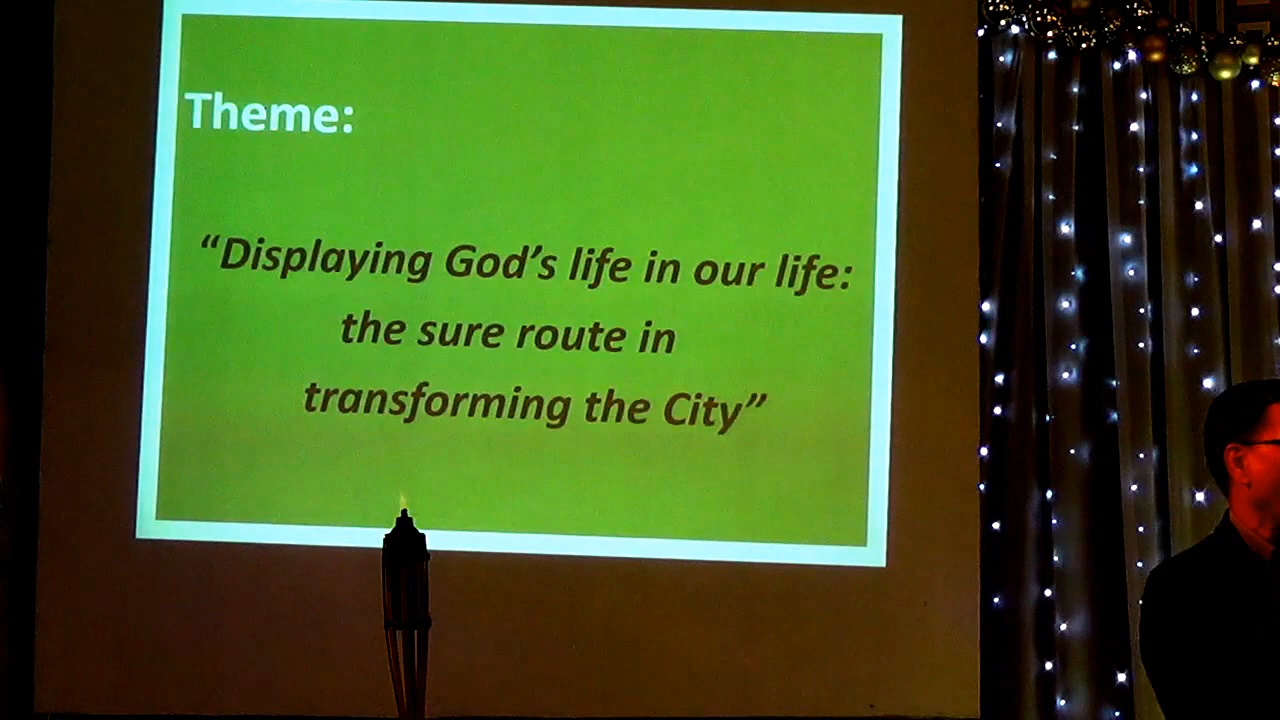 Theme:
“Displaying God’s life in our life:
the sure route in
transforming the City”